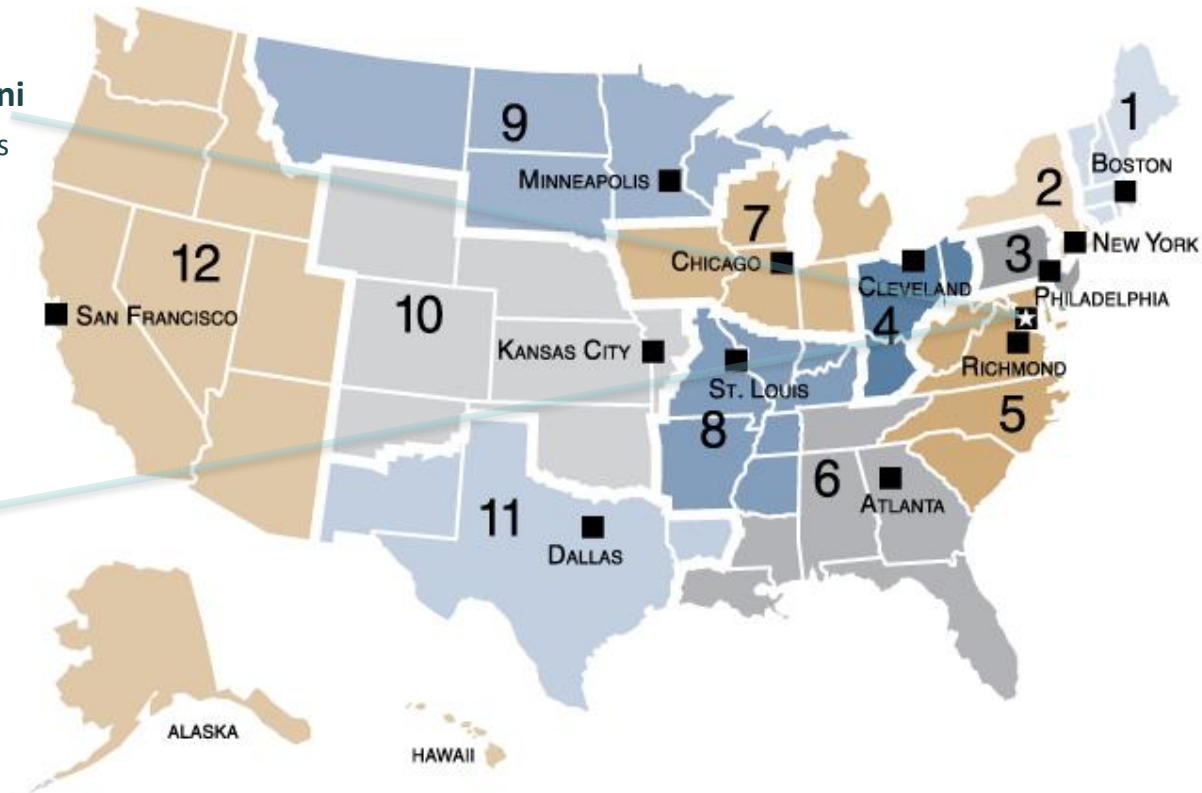 ni
s
9
1
BOSTON
MINNEAPOLIS
2
7
NEW YORK
3
CHICAGO
12
CLEVELAND
PHILADELPHIA
SAN FRANCISCO
10
4
KANSAS CITY
RICHMOND
ST. LOUIS
5
8
6
ATLANTA
11
DALLAS
ALASKA
HAWAII